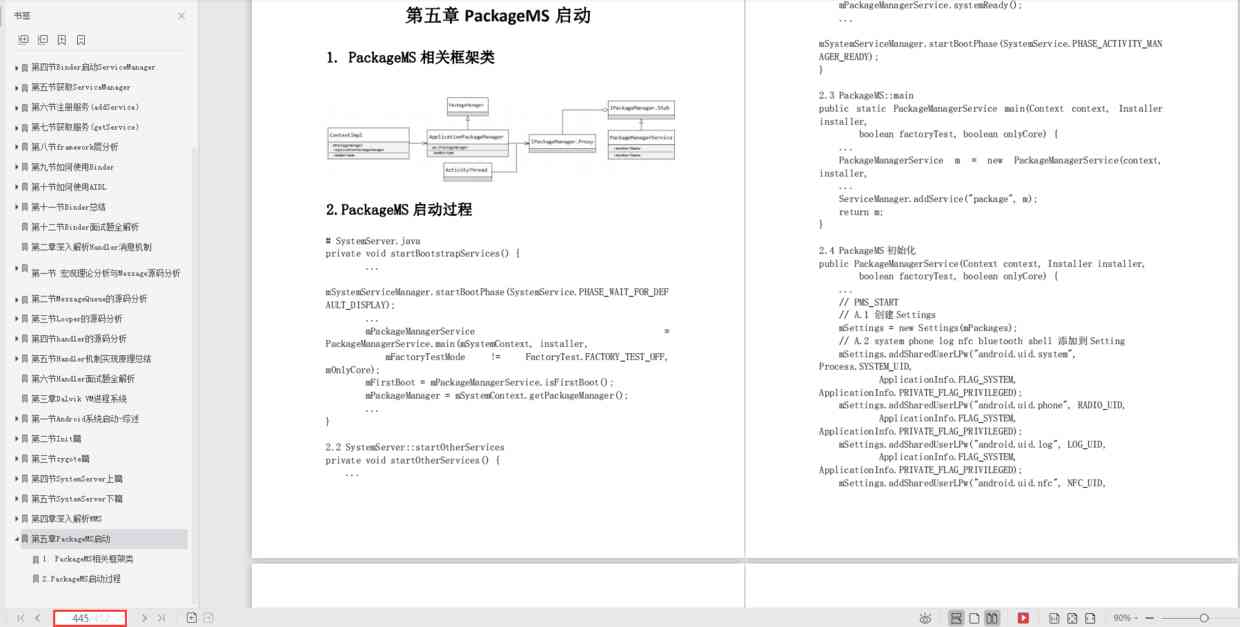 书签
第四节Binder启动ServiceManager
第五节获取ServiceManager
第六节注册服务(addService)
第七节获取服务(getService)
第八节framework层分析
第九节如何使用Binder
第十节如何使用AIDL
第十一节Binder总结
第十二节Binder面试题全解析
第二章深入解析Handler消息机制
第一节 宏观理论分析与Message源码分析
第二节MessageQueue的源码分析
第三节Looper的源码分析
第四节handler的源码分析
第五节Handler机制实现原理总结
第六节Handler面试题全解析
第三章Dalvik VM进程系统
第一节Android系统启动-综述
第二节Init篇
第三节zygote篇
第四节SystemServer上篇
第五节SystemServer下篇
第四章深入解析WMS
第五章PackageMS启动
1. PackageMS相关框架类
2.PackageMS启动过程
第五章 PackageMS 启动
1. PackageMS 相关框架类
PackageManager
IPackageManager.Stub
ContextImpl
ApplicationPackageManager
IPackageManager.Proxy
PackageManagerService
ActivityThread
2.PackageMS 启动过程
# SystemServer.java
private void startBootstrapServices() {
...
mSystemServiceManager.startBootPhase(SystemService.PHASE_WAIT_FOR_DEF
AULT_DISPLAY);
...
mPackageManagerService =
PackageManagerService.main(mSystemContext, installer,
mFactoryTestMode != FactoryTest.FACTORY_TEST_OFF,
mOnlyCore);
mFirstBoot = mPackageManagerService.isFirstBoot();
mPackageManager = mSystemContext.getPackageManager();
...
}
2.2 SystemServer::startOtherServices
private void startOtherServices() {
...
mPackageManagerService.systemReady();
...
mSystemServiceManager.startBootPhase(SystemService.PHASE_ACTIVITY_MAN
AGER_READY);
}
2.3 PackageMS::main
public static PackageManagerService main(Context context, Installer
installer,
boolean factoryTest, boolean onlyCore) {
...
PackageManagerService m = new PackageManagerService(context,
installer,
...
ServiceManager.addService("package", m);
return m;
}
2.4 PackageMS 初始化
public PackageManagerService(Context context, Installer installer,
boolean factoryTest, boolean onlyCore) {
...
// PMS_START
// A.1 创建 Settings
mSettings = new Settings(mPackages);
// A.2 system phone log nfc bluetooth shell 添加到 Setting
mSettings.addSharedUserLPw("android.uid.system",
Process.SYSTEM_UID,
ApplicationInfo.FLAG_SYSTEM,
ApplicationInfo.PRIVATE_FLAG_PRIVILEGED);
mSettings.addSharedUserLPw("android.uid.phone", RADIO_UID,
ApplicationInfo.FLAG_SYSTEM,
ApplicationInfo.PRIVATE_FLAG_PRIVILEGED);
mSettings.addSharedUserLPw("android.uid.log", LOG_UID,
ApplicationInfo.FLAG_SYSTEM,
ApplicationInfo.PRIVATE_FLAG_PRIVILEGED);
mSettings.addSharedUserLPw("android.uid.nfc", NFC_UID,
445
90%